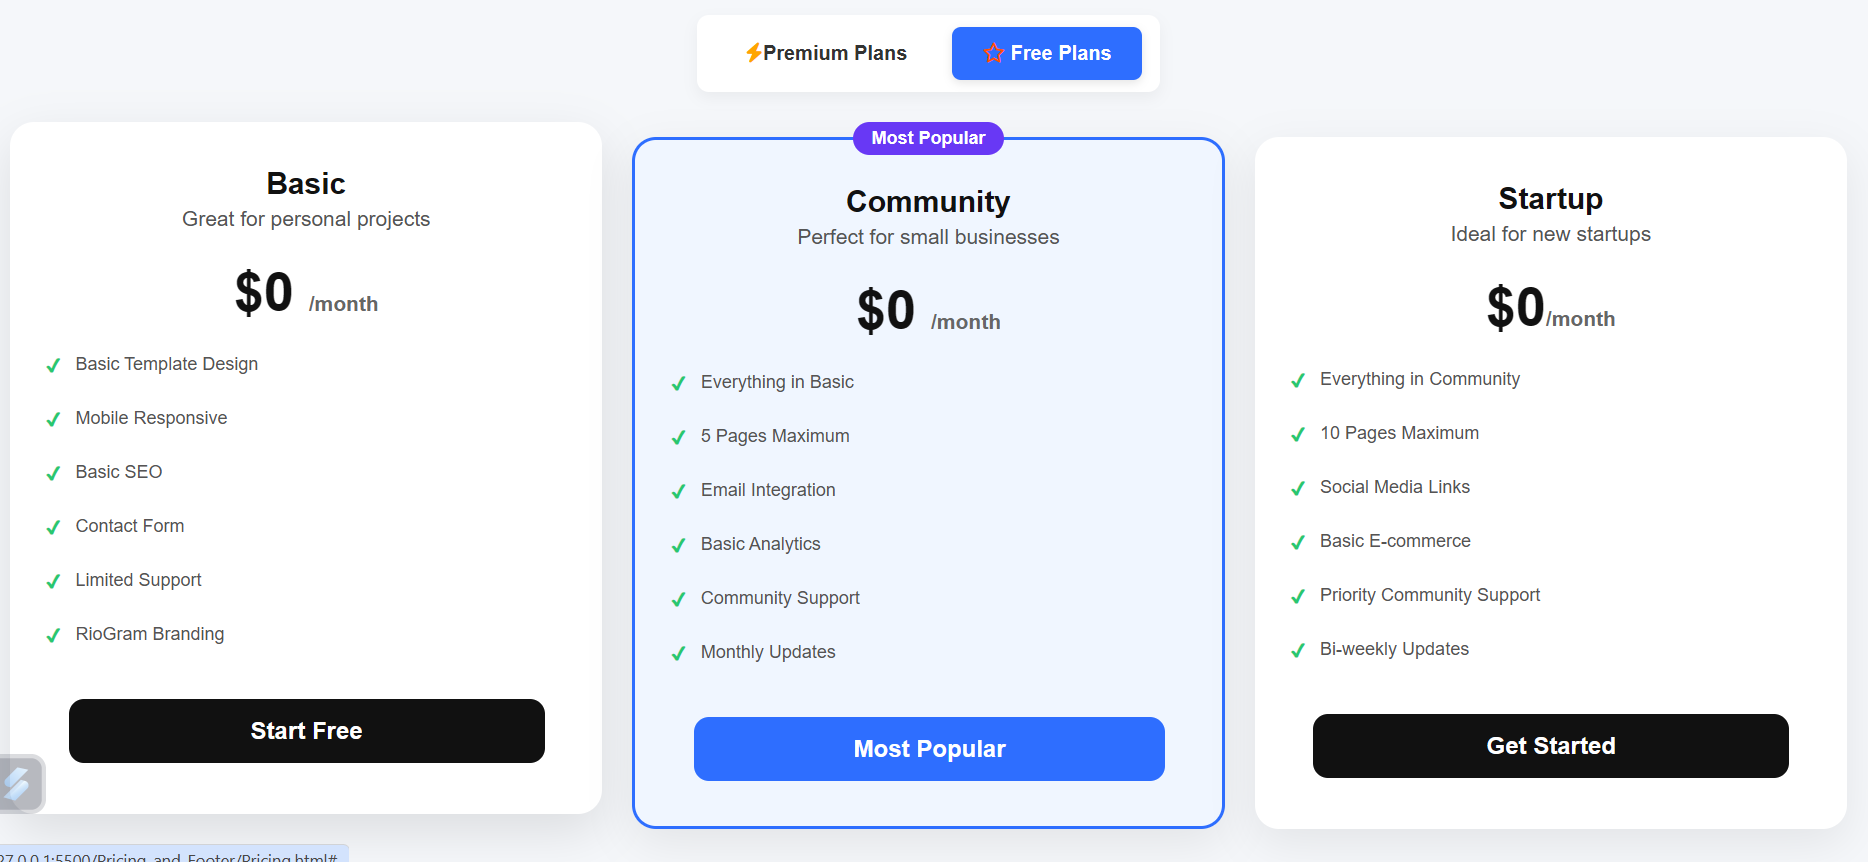 Premium Plans
Free Plans
Basic
Great for personal projects
$0 /month
Basic Template Design
Mobile Responsive
Basic SEO
Contact Form
Limited Support
RioGram Branding
Start Free
Most Popular
Community
Perfect for small businesses
$0 /month
Everything in Basic
5 Pages Maximum
Email Integration
Basic Analytics
Community Support
Monthly Updates
Most Popular
Startup
Ideal for new startups
$0/month
Everything in Community
10 Pages Maximum
Social Media Links
Basic E-commerce
Priority Community Support
Bi-weekly Updates
Get Started
27.0.0.1:5500/Pricing_and_Footer/Pricing.html#